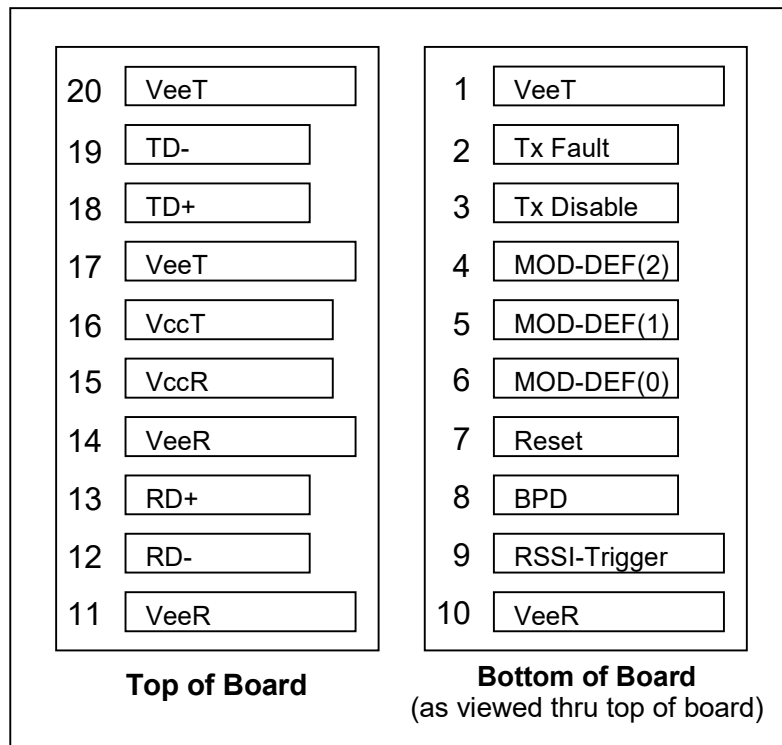 20 VeeT
19 TD-
18 TD+
17 VeeT
16 VccT
15 VccR
14 VeeR
13 RD+
12 RD-
11 VeeR
Top of Board
1 VeeT
2 Tx Fault
3 Tx Disable
4 MOD-DEF(2)
5 MOD-DEF(1)
6 MOD-DEF(0)
7 Reset
8 BPD
9 RSSI-Trigger
10 VeeR
Bottom of Board
(as viewed thru top of board)